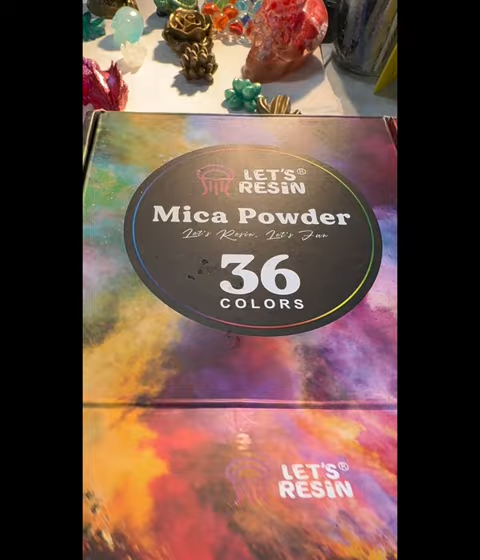 LET'S®
RESIN
Mica Powder
Let's Resin, Let's Fun
36
COLORS
LET'S®
RESIN